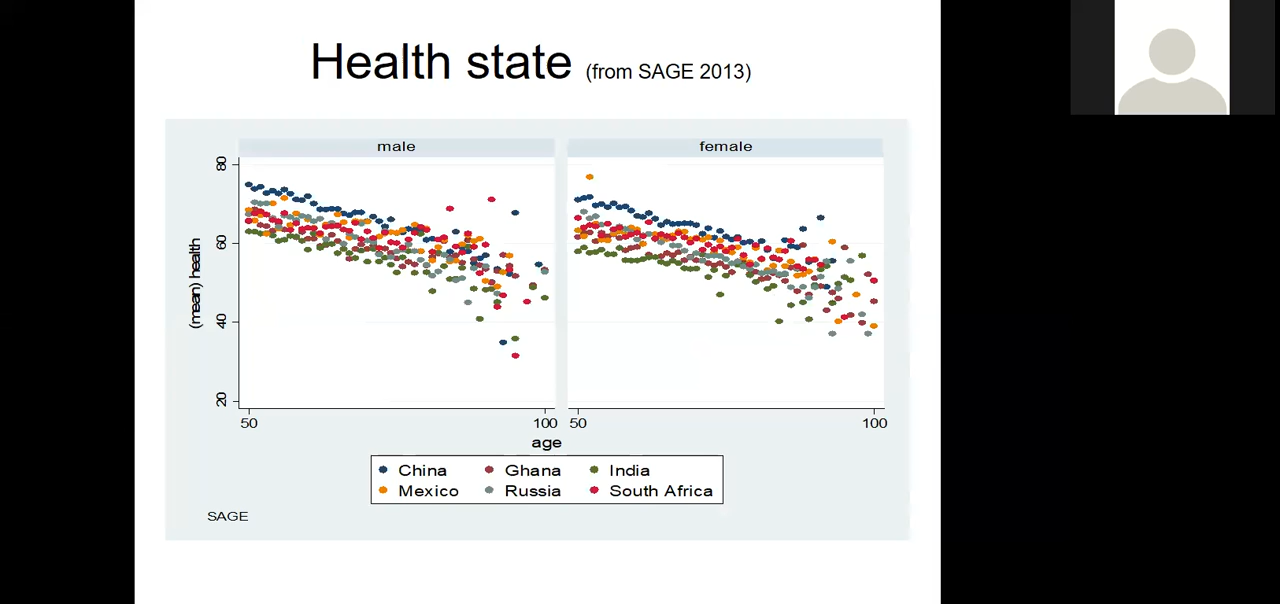 Health state (from SAGE 2013)
male female
80
60
40
20
(mean) health
50 100 50 100
age
China Ghana India
Mexico Russia South Africa
SAGE